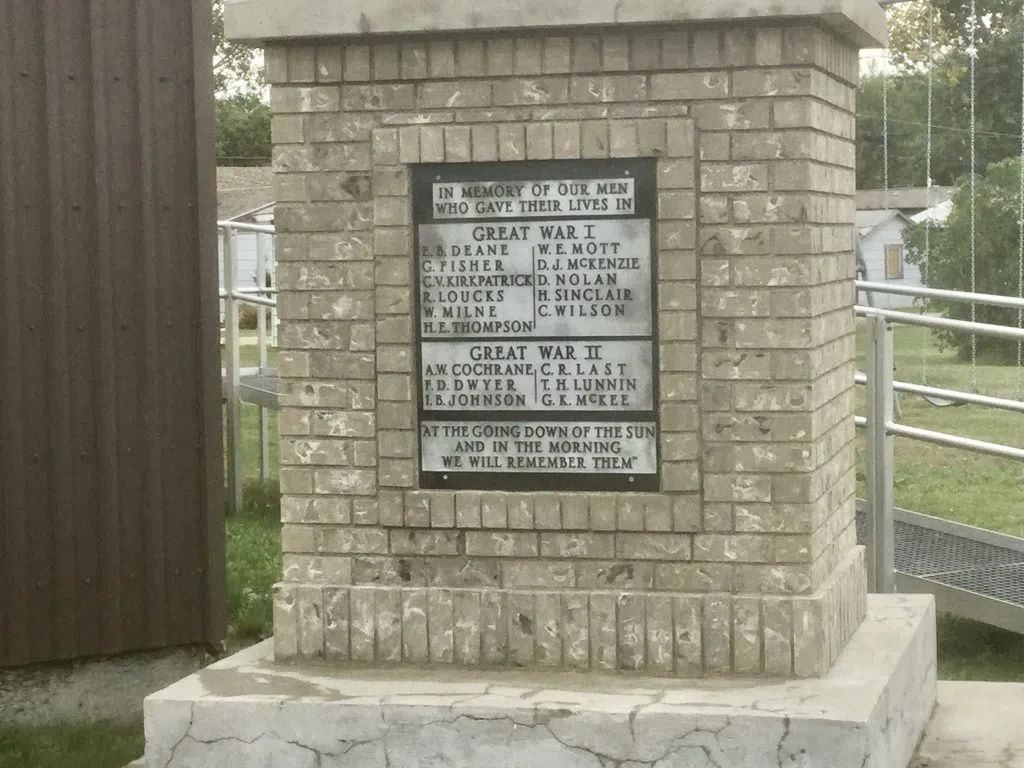 IN MEMORY OF OUR MEN
WHO GAVE THEIR LIVES IN
GREAT WAR I
E.B. DEANE
G. FISHER
C.V. KIRKPATRICK
R. LOUCKS
W. MILNE
H.E. THOMPSON
W.E. MOTT
D.J. McKENZIE
D. NOLAN
H. SINCLAIR
C. WILSON
GREAT WAR II
A.W. COCHRANE
F.D. DWYER
I.B. JOHNSON
C.R. LAST
T.H. LUNNIN
G.K. McKEE
AT THE GOING DOWN OF THE SUN
AND IN THE MORNING
WE WILL REMEMBER THEM"